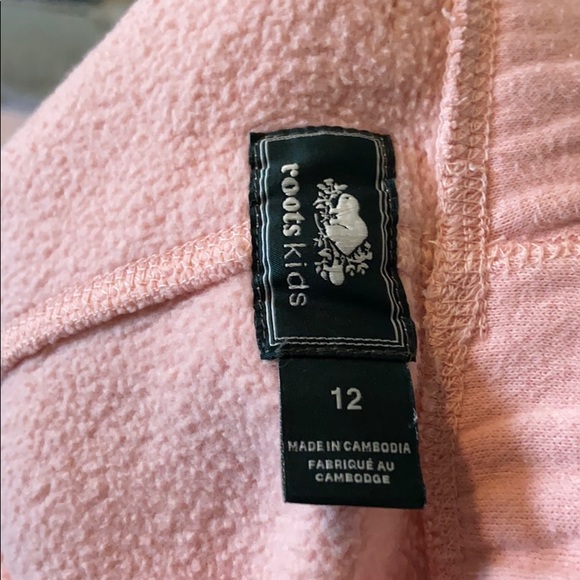 roots kids
12
MADE IN CAMBODIA
FABRIQUÉ AU
CAMBODGE